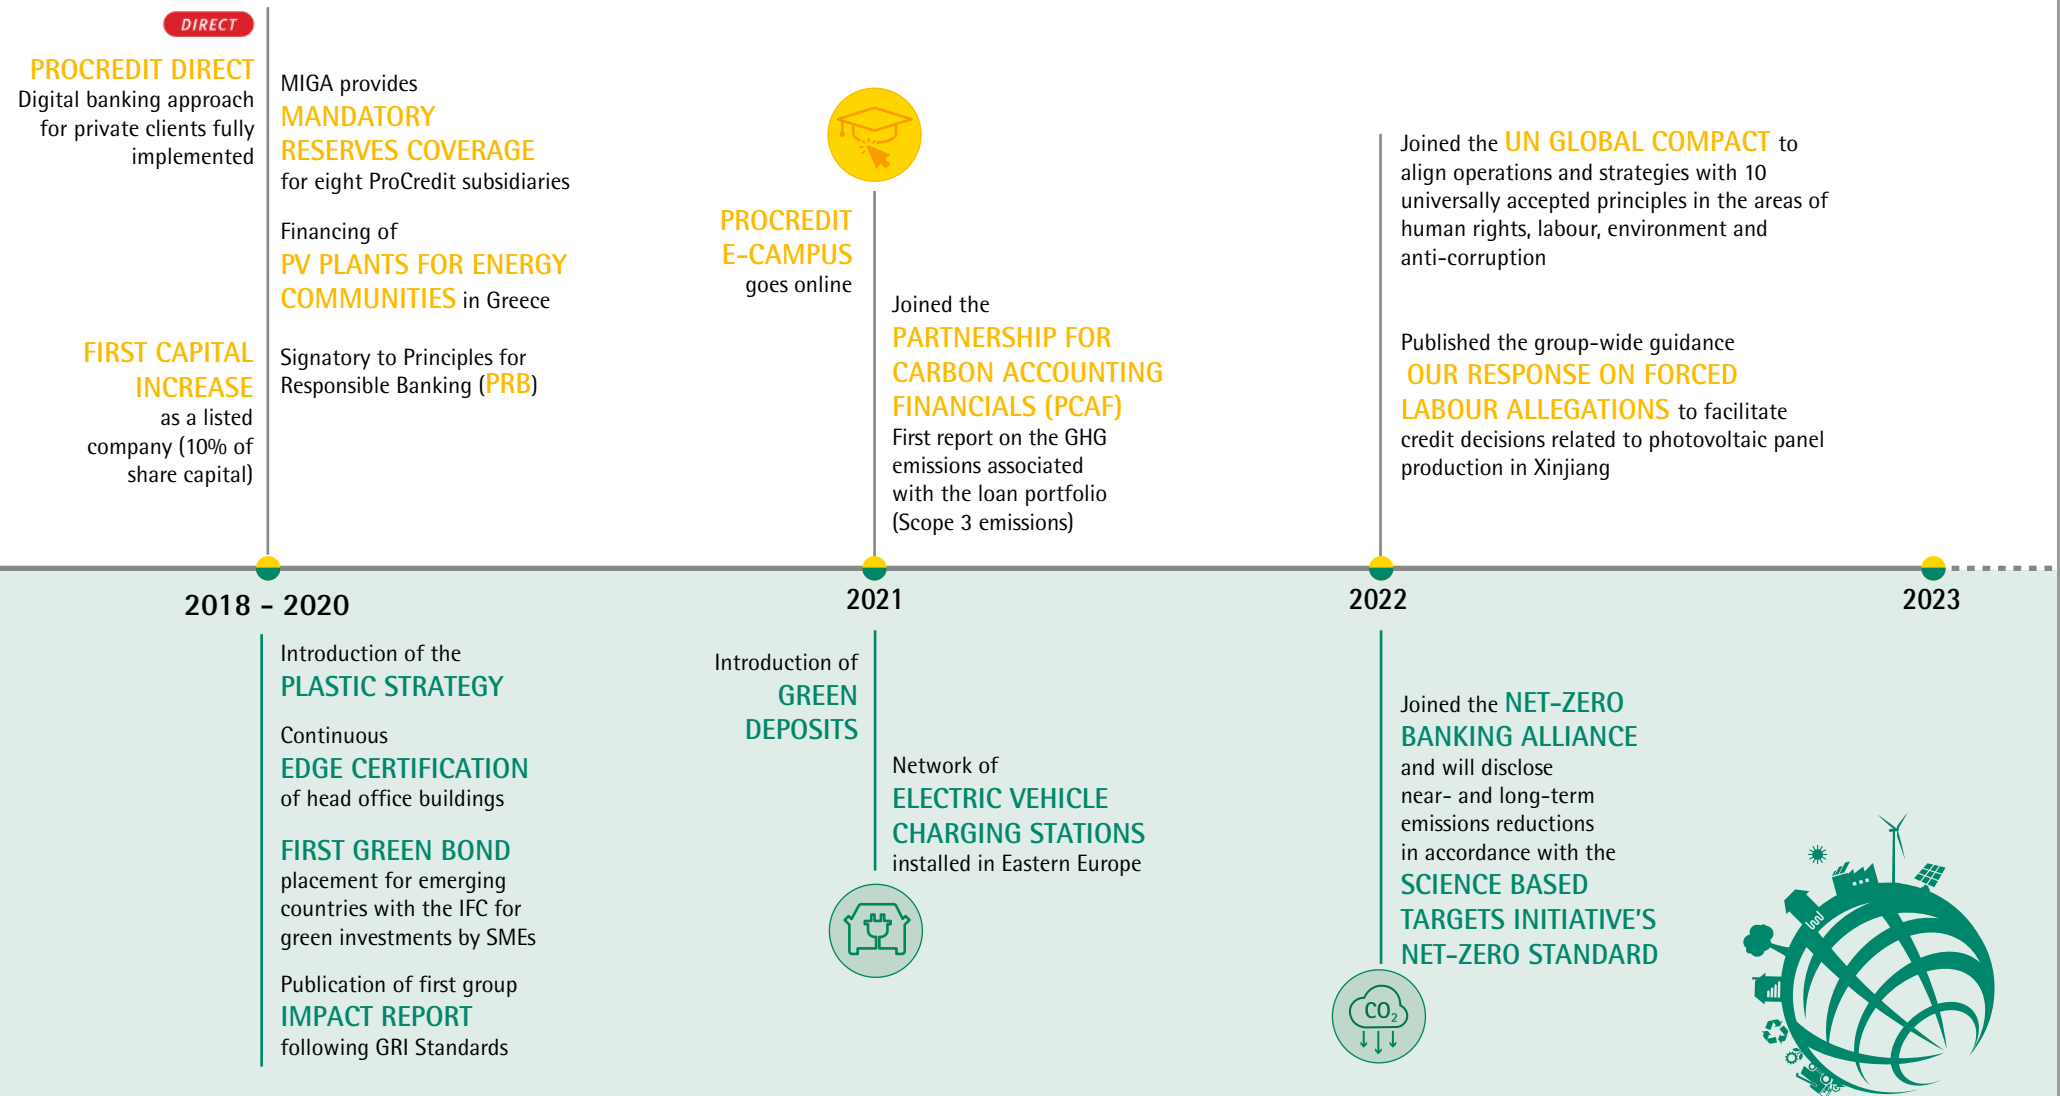 DIRECT
PROCREDIT DIRECT
Digital banking approach
for private clients fully
implemented
FIRST CAPITAL
INCREASE
as a listed
company (10% of
share capital)
MIGA provides
MANDATORY
RESERVES COVERAGE
for eight ProCredit subsidiaries
Financing of
PV PLANTS FOR ENERGY
COMMUNITIES in Greece
Signatory to Principles for
Responsible Banking (PRB)
PROCREDIT
E-CAMPUS
goes online
Joined the
PARTNERSHIP FOR
CARBON ACCOUNTING
FINANCIALS (PCAF)
First report on the GHG
emissions associated
with the loan portfolio
(Scope 3 emissions)
Joined the UN GLOBAL COMPACT to
align operations and strategies with 10
universally accepted principles in the areas of
human rights, labour, environment and
anti-corruption
Published the group-wide guidance
OUR RESPONSE ON FORCED
LABOUR ALLEGATIONS to facilitate
credit decisions related to photovoltaic panel
production in Xinjiang
2018 - 2020
2021
2022
2023
Introduction of the
PLASTIC STRATEGY
Continuous
EDGE CERTIFICATION
of head office buildings
FIRST GREEN BOND
placement for emerging
countries with the IFC for
green investments by SMEs
Publication of first group
IMPACT REPORT
following GRI Standards
Introduction of
GREEN
DEPOSITS
Network of
ELECTRIC VEHICLE
CHARGING STATIONS
installed in Eastern Europe
Joined the NET-ZERO
BANKING ALLIANCE
and will disclose
near- and long-term
emissions reductions
in accordance with the
SCIENCE BASED
TARGETS INITIATIVE'S
NET-ZERO STANDARD
CO2